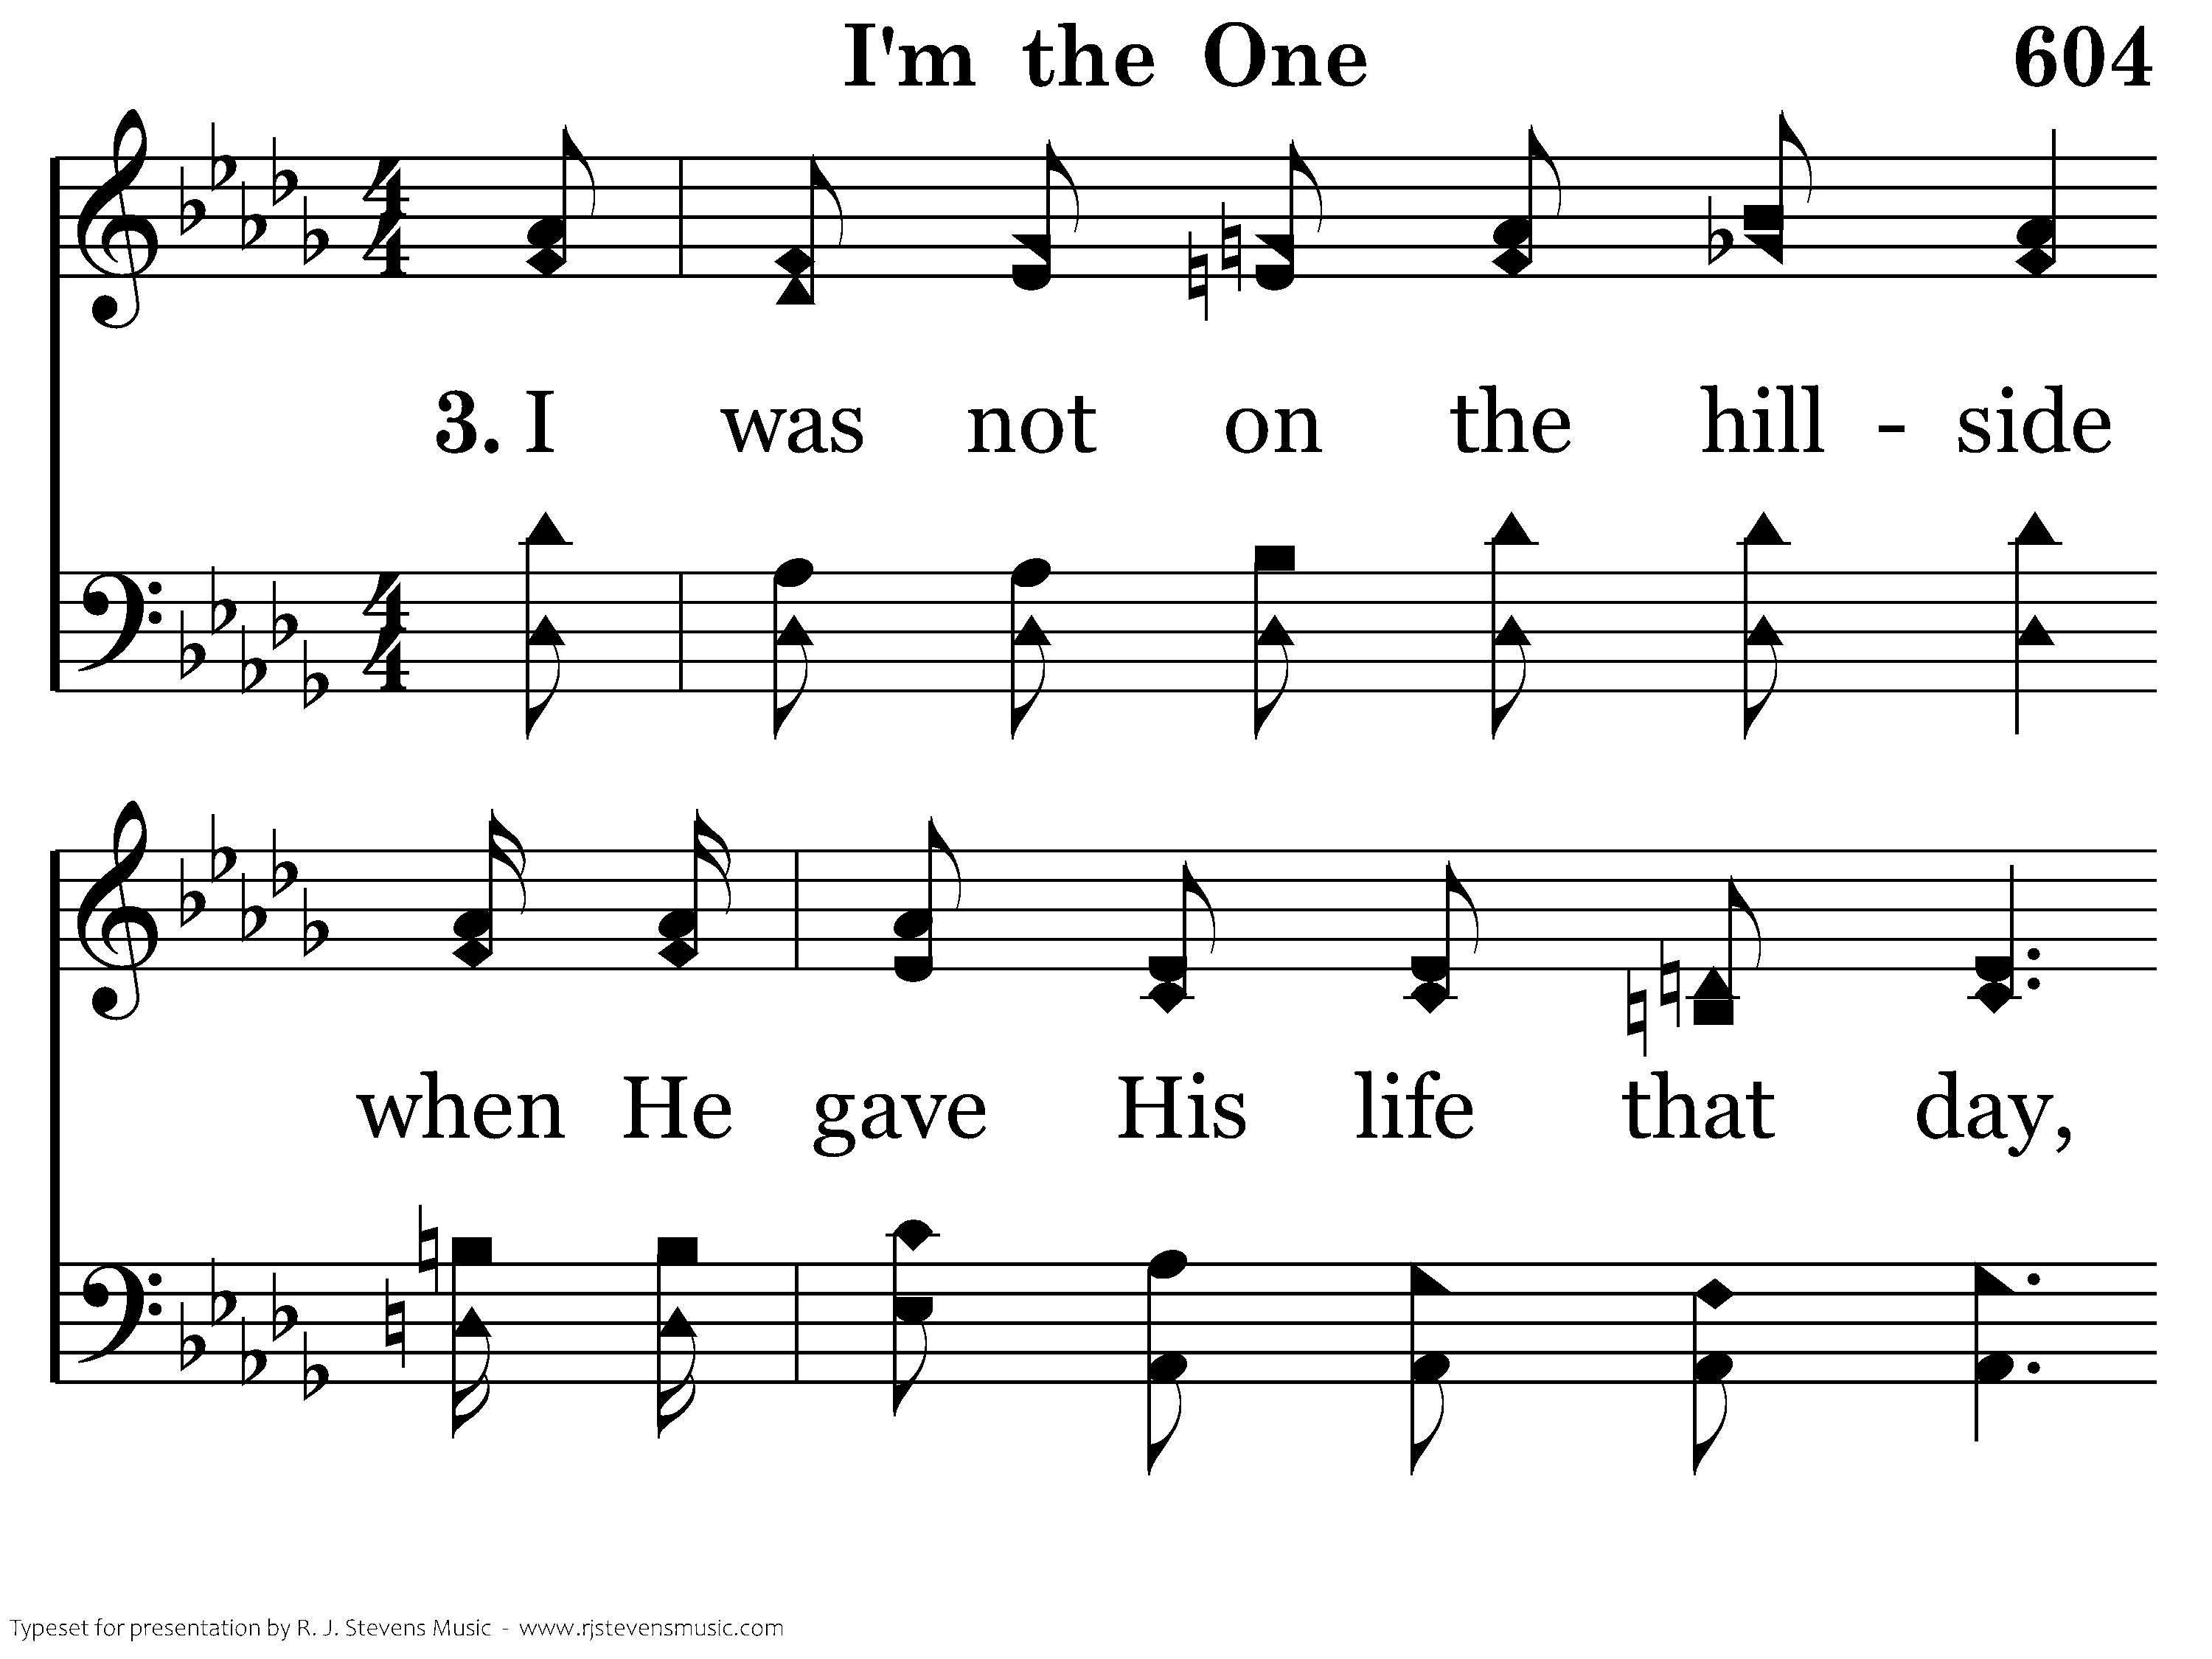 I'm the One 604
3. I was not on the hill - side
when He gave His life that day,
Typeset for presentation by R. J. Stevens Music - www.rjstevensmusic.com